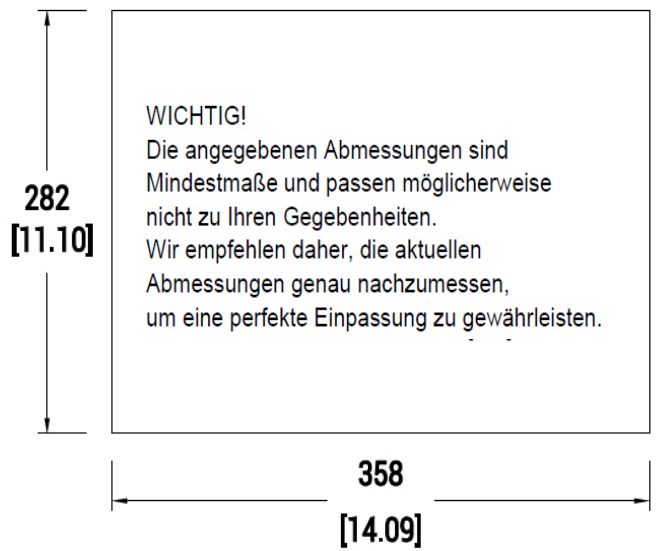 WICHTIG!
Die angegebenen Abmessungen sind
Mindestmaße und passen möglicherweise
nicht zu Ihren Gegebenheiten.
Wir empfehlen daher, die aktuellen
Abmessungen genau nachzumessen,
um eine perfekte Einpassung zu gewährleisten.
282
[11.10]
358
[14.09]